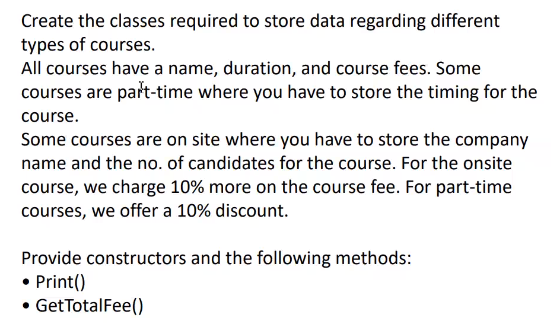 Create the classes required to store data regarding different
types of courses.
All courses have a name, duration, and course fees. Some
courses are part-time where you have to store the timing for the
course.
Some courses are on site where you have to store the company
name and the no. of candidates for the course. For the onsite
course, we charge 10% more on the course fee. For part-time
courses, we offer a 10% discount.
Provide constructors and the following methods:
• Print()
• GetTotalFee()